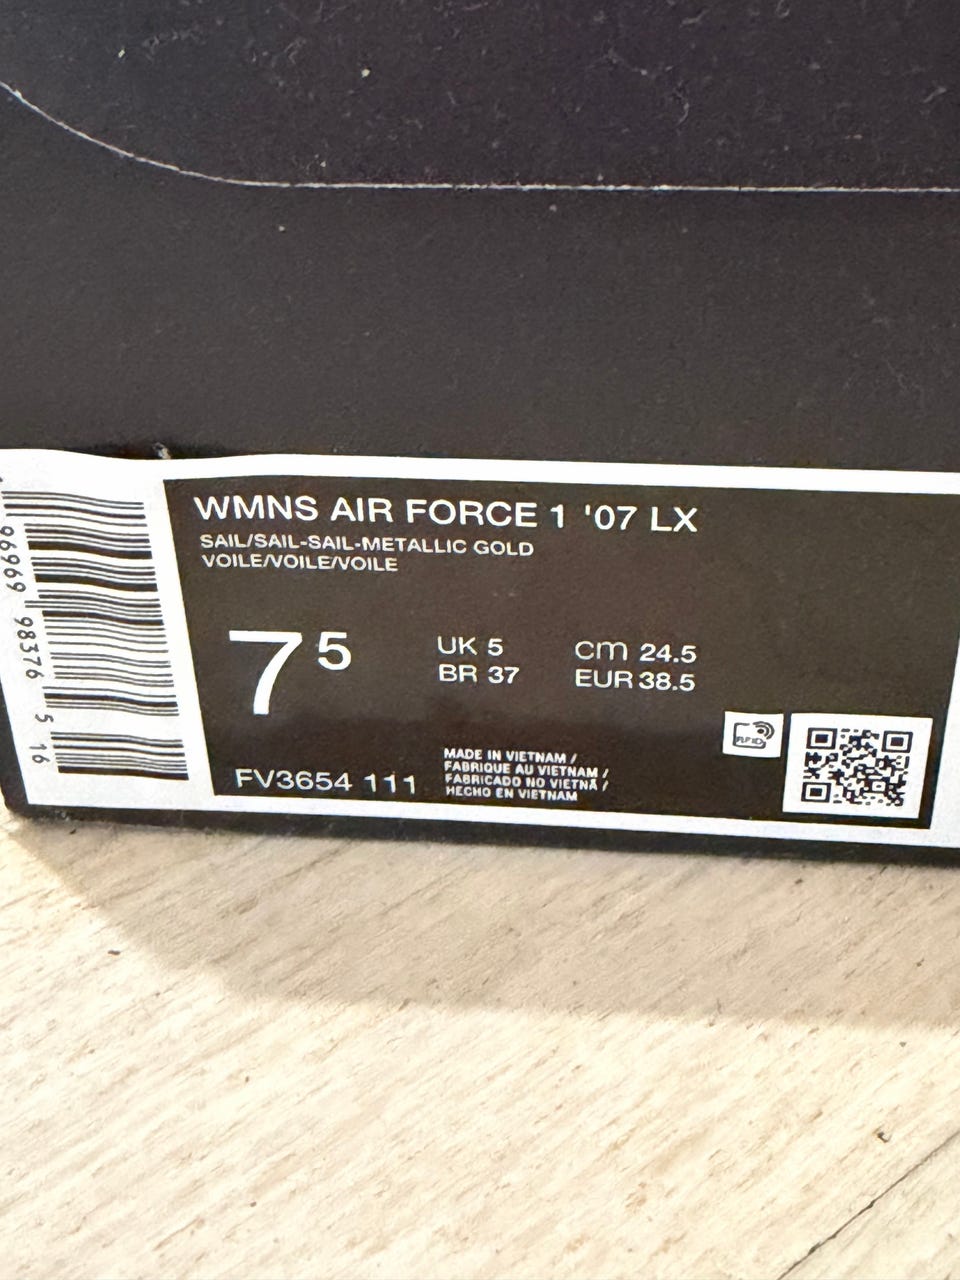 WMNS AIR FORCE 1 '07 LX
SAIL/SAIL-SAIL-METALLIC GOLD
VOILE/VOILE/VOILE
7 5
UK 5
BR 37
CM 24.5
EUR 38.5
FV3654 111
MADE IN VIETNAM /
FABRIQUE AU VIETNAM /
FABRICADO NO VIETNÃ /
HECHO EN VIETNAM
RFID
96969 98376 5 16